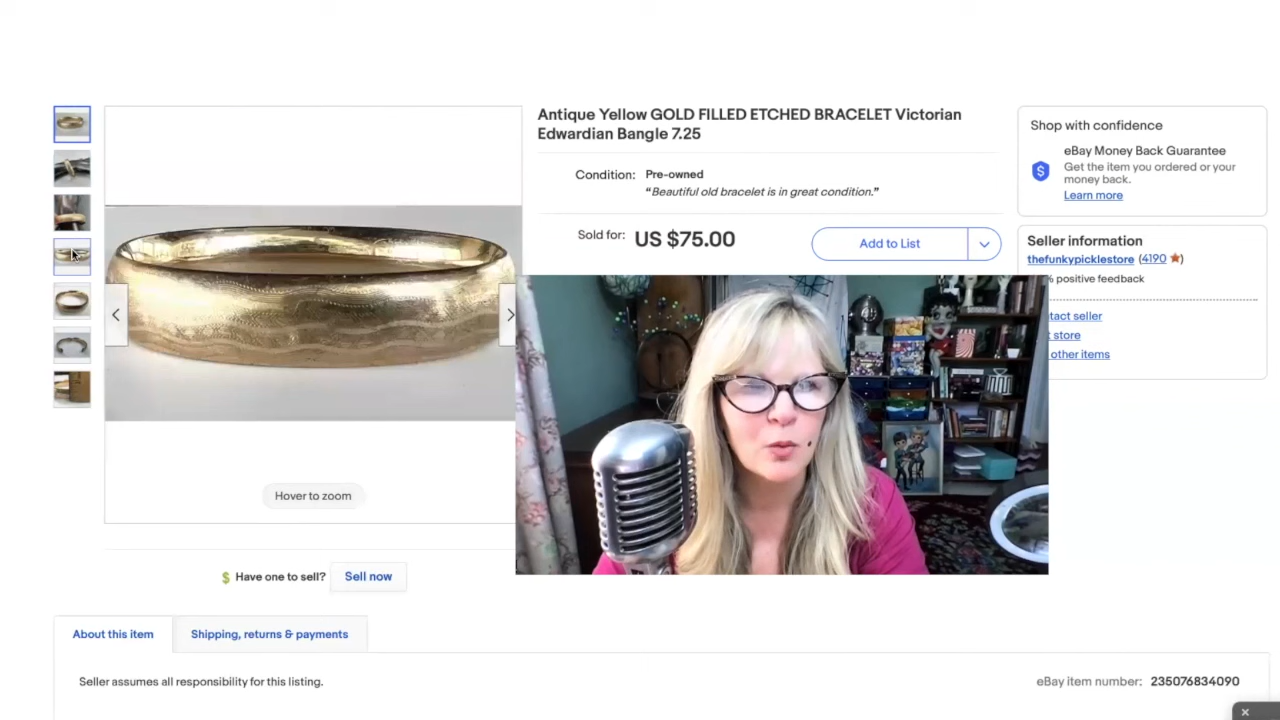 Antique Yellow GOLD FILLED ETCHED BRACELET Victorian
Edwardian Bangle 7.25
Condition: Pre-owned
“Beautiful old bracelet is in great condition.”
Sold for: US $75.00
Add to List
Hover to zoom
$ Have one to sell? Sell now
Shop with confidence
eBay Money Back Guarantee
Get the item you ordered or your
money back.
Learn more
Seller information
thefunkypicklestore (4190 ★)
% positive feedback
tact seller
store
other items
About this item
Shipping, returns & payments
Seller assumes all responsibility for this listing.
eBay item number: 235076834090